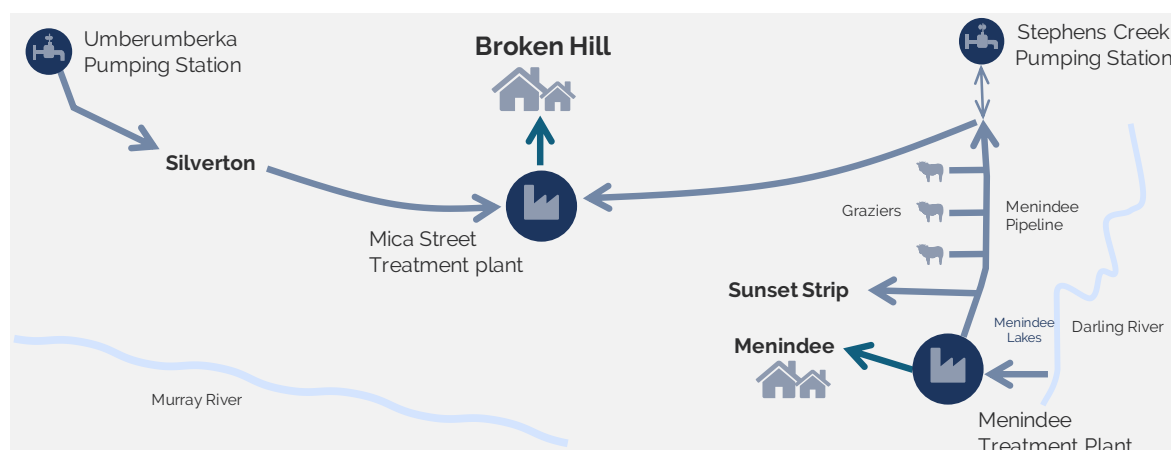 Umberumberka
Pumping Station
Broken Hill
Stephens Creek
Pumping Station
Silverton
Mica Street
Treatment plant
Graziers
Menindee
Pipeline
Sunset Strip
Menindee
Menindee
Lakes
Darling River
Murray River
Menindee
Treatment Plant